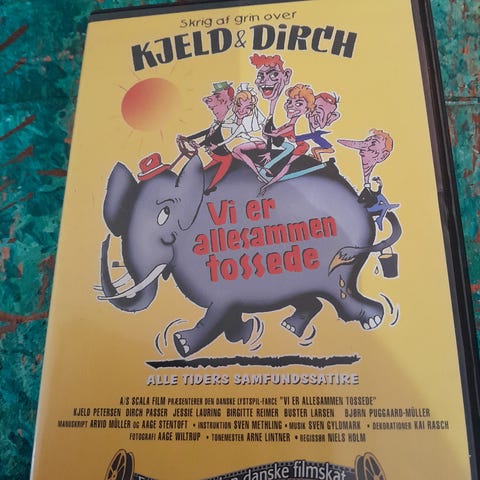 Skrig af grin over
KJELD & DIRCH
Vi er
allesammen
tossede
ALLE TIDERS SAMFUNDSSATIRE
A/S SCALA FILM PRÆSENTERER DEN DANSKE LYSTSPIL-FARCE "VI ER ALLESAMMEN TOSSEDE"
KJELD PETERSEN DIRCH PASSER JESSIE LAURING BIRGITTE REIMER BUSTER LARSEN BJØRN PUGGAARD-MÜLLER
MANUSKRIPT ARVID MÜLLER OG AAGE STENTOFT • INSTRUKTION SVEN METHLING • MUSIK SVEN GYLDMARK • DEKORATIONER KAI RASCH
FOTOGRAFI AAGE WILTRUP • TONEMESTER ARNE LINTNER • REGISSØR NIELS HOLM
danske filmskat